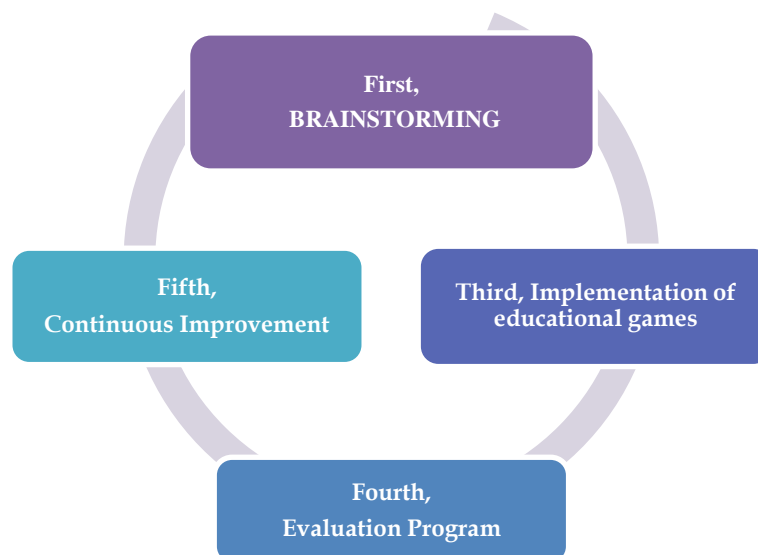 First,
BRAINSTORMING
Third, Implementation of
educational games
Fourth,
Evaluation Program
Fifth,
Continuous Improvement